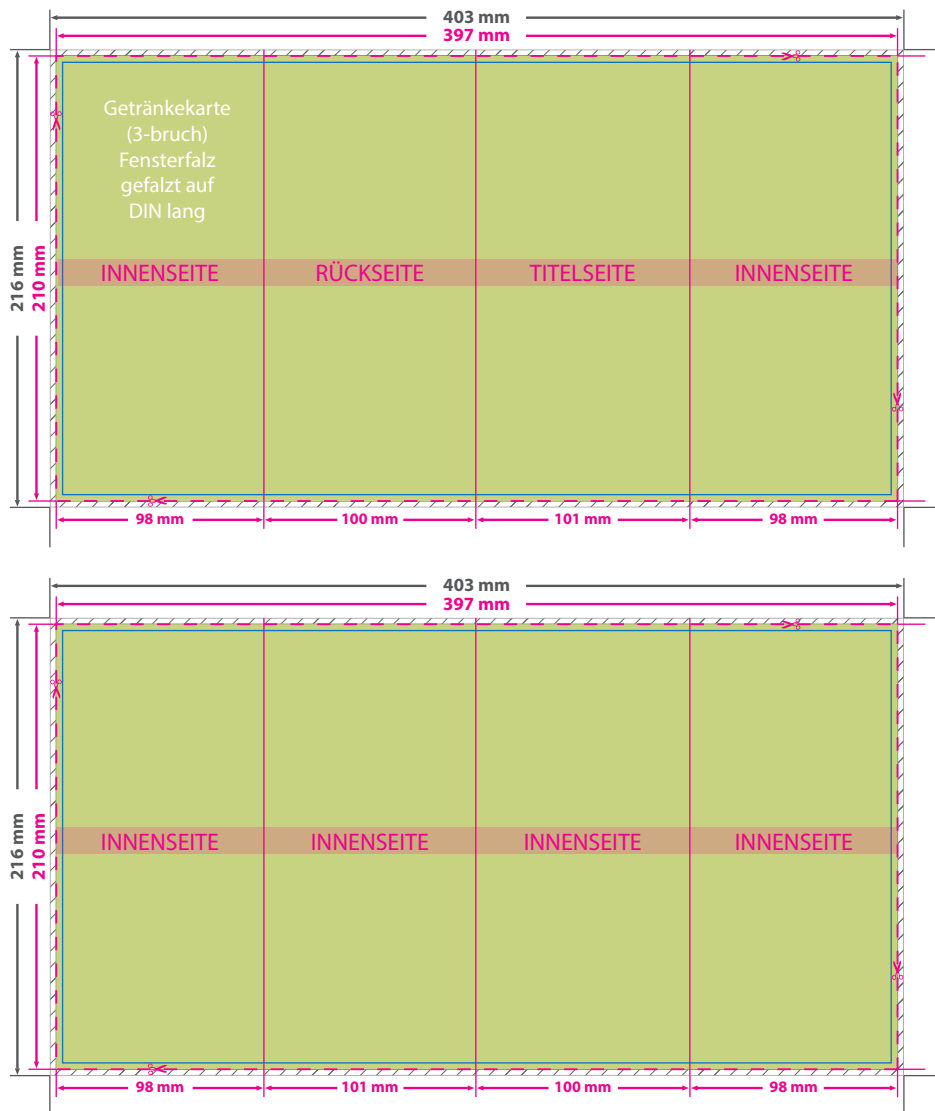 403 mm
397 mm
Getränkekarte
(3-bruch)
Fensterfalz
gefalzt auf
DIN lang
216 mm
210 mm
INNENSEITE
RÜCKSEITE
TITELSEITE
INNENSEITE
98 mm
100 mm
101 mm
98 mm
403 mm
397 mm
216 mm
210 mm
INNENSEITE
INNENSEITE
INNENSEITE
INNENSEITE
98 mm
101 mm
100 mm
98 mm